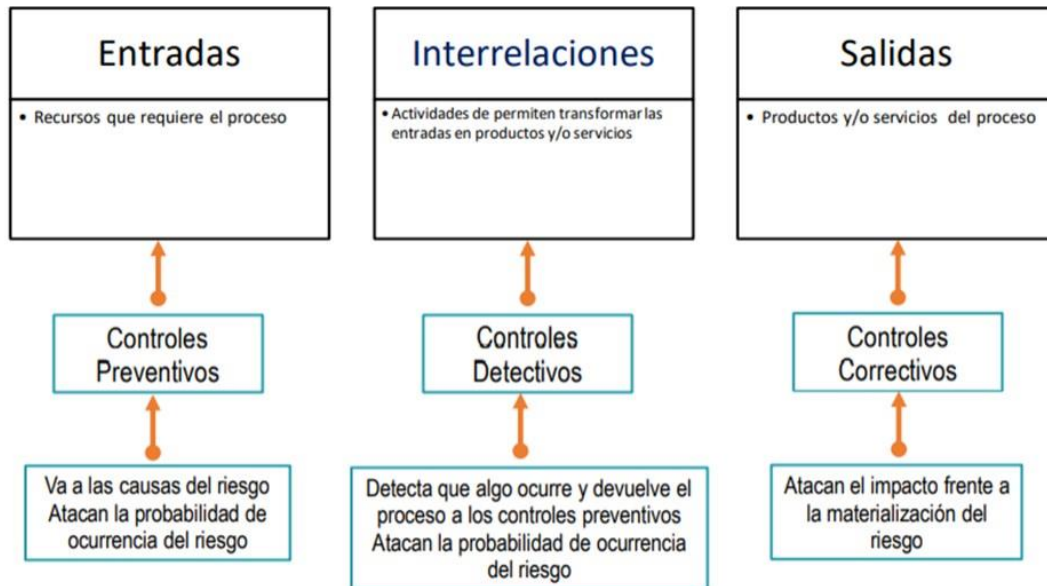 Entradas
• Recursos que requiere el proceso
Controles
Preventivos
Va a las causas del riesgo
Atacan la probabilidad de
ocurrencia del riesgo
Interrelaciones
• Actividades de permiten transformar las
entradas en productos y/o servicios
Controles
Detectivos
Detecta que algo ocurre y devuelve el
proceso a los controles preventivos
Atacan la probabilidad de ocurrencia
del riesgo
Salidas
• Productos y/o servicios del proceso
Controles
Correctivos
Atacan el impacto frente a
la materialización del
riesgo